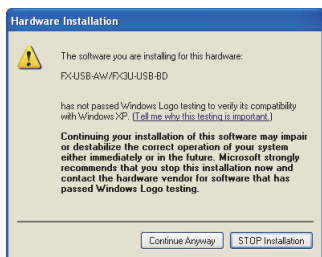 Hardware Installation
The software you are installing for this hardware:
FX-USB-AW/FX3U-USB-BD
has not passed Windows Logo testing to verify its compatibility
with Windows XP. (Tell me why this testing is important.)
Continuing your installation of this software may impair
or destabilize the correct operation of your system
either immediately or in the future. Microsoft strongly
recommends that you stop this installation now and
contact the hardware vendor for software that has
passed Windows Logo testing.
Continue Anyway
STOP Installation